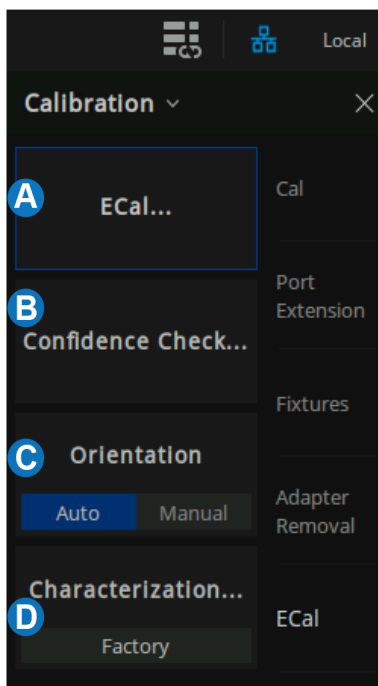 Local
Calibration
A
ECal...
B
Confidence Check...
C
Orientation
Auto Manual
D
Characterization...
Factory
Cal
Port
Extension
Fixtures
Adapter
Removal
ECal